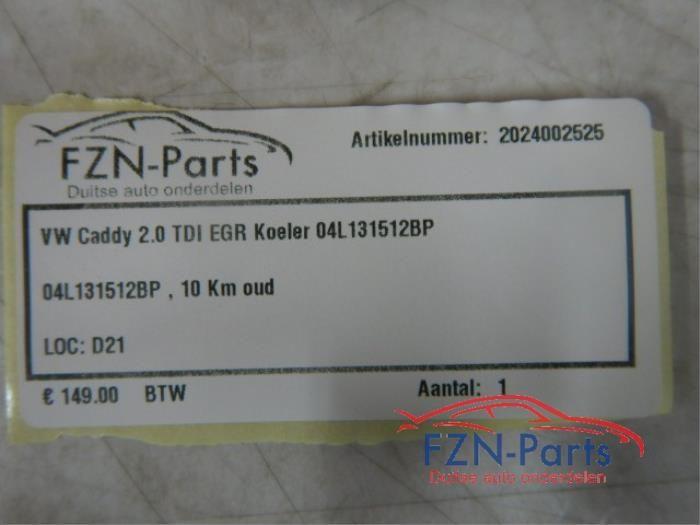 FZN-Parts
Duitse auto onderdelen
Artikelnummer: 2024002525
VW Caddy 2.0 TDI EGR Koeler 04L131512BP
04L131512BP , 10 Km oud
LOC: D21
€ 149.00 BTW
Aantal: 1
FZN-Parts
Duitse auto onderdelen